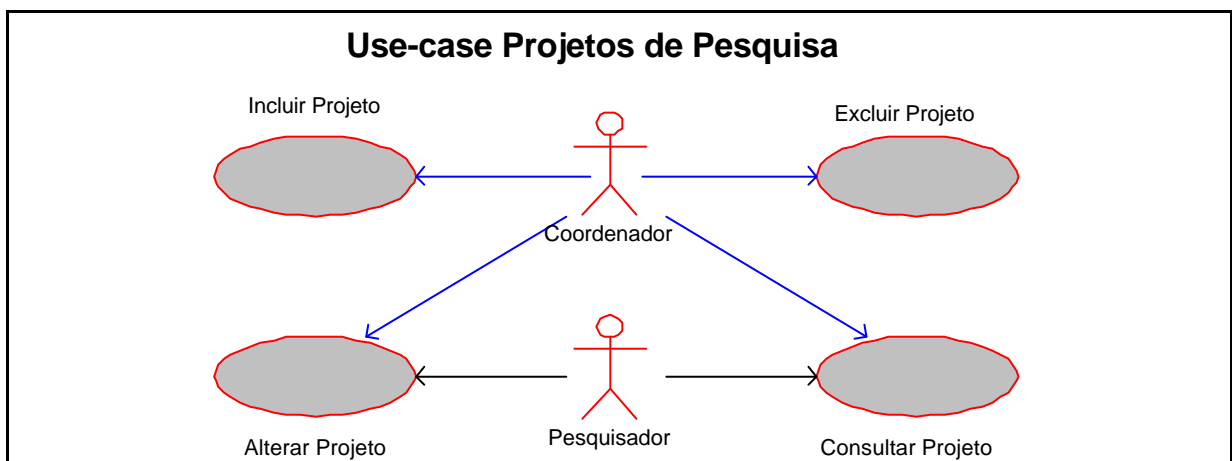 Use-case Projetos de Pesquisa
Incluir Projeto
Excluir Projeto
Coordenador
Alterar Projeto
Pesquisador
Consultar Projeto